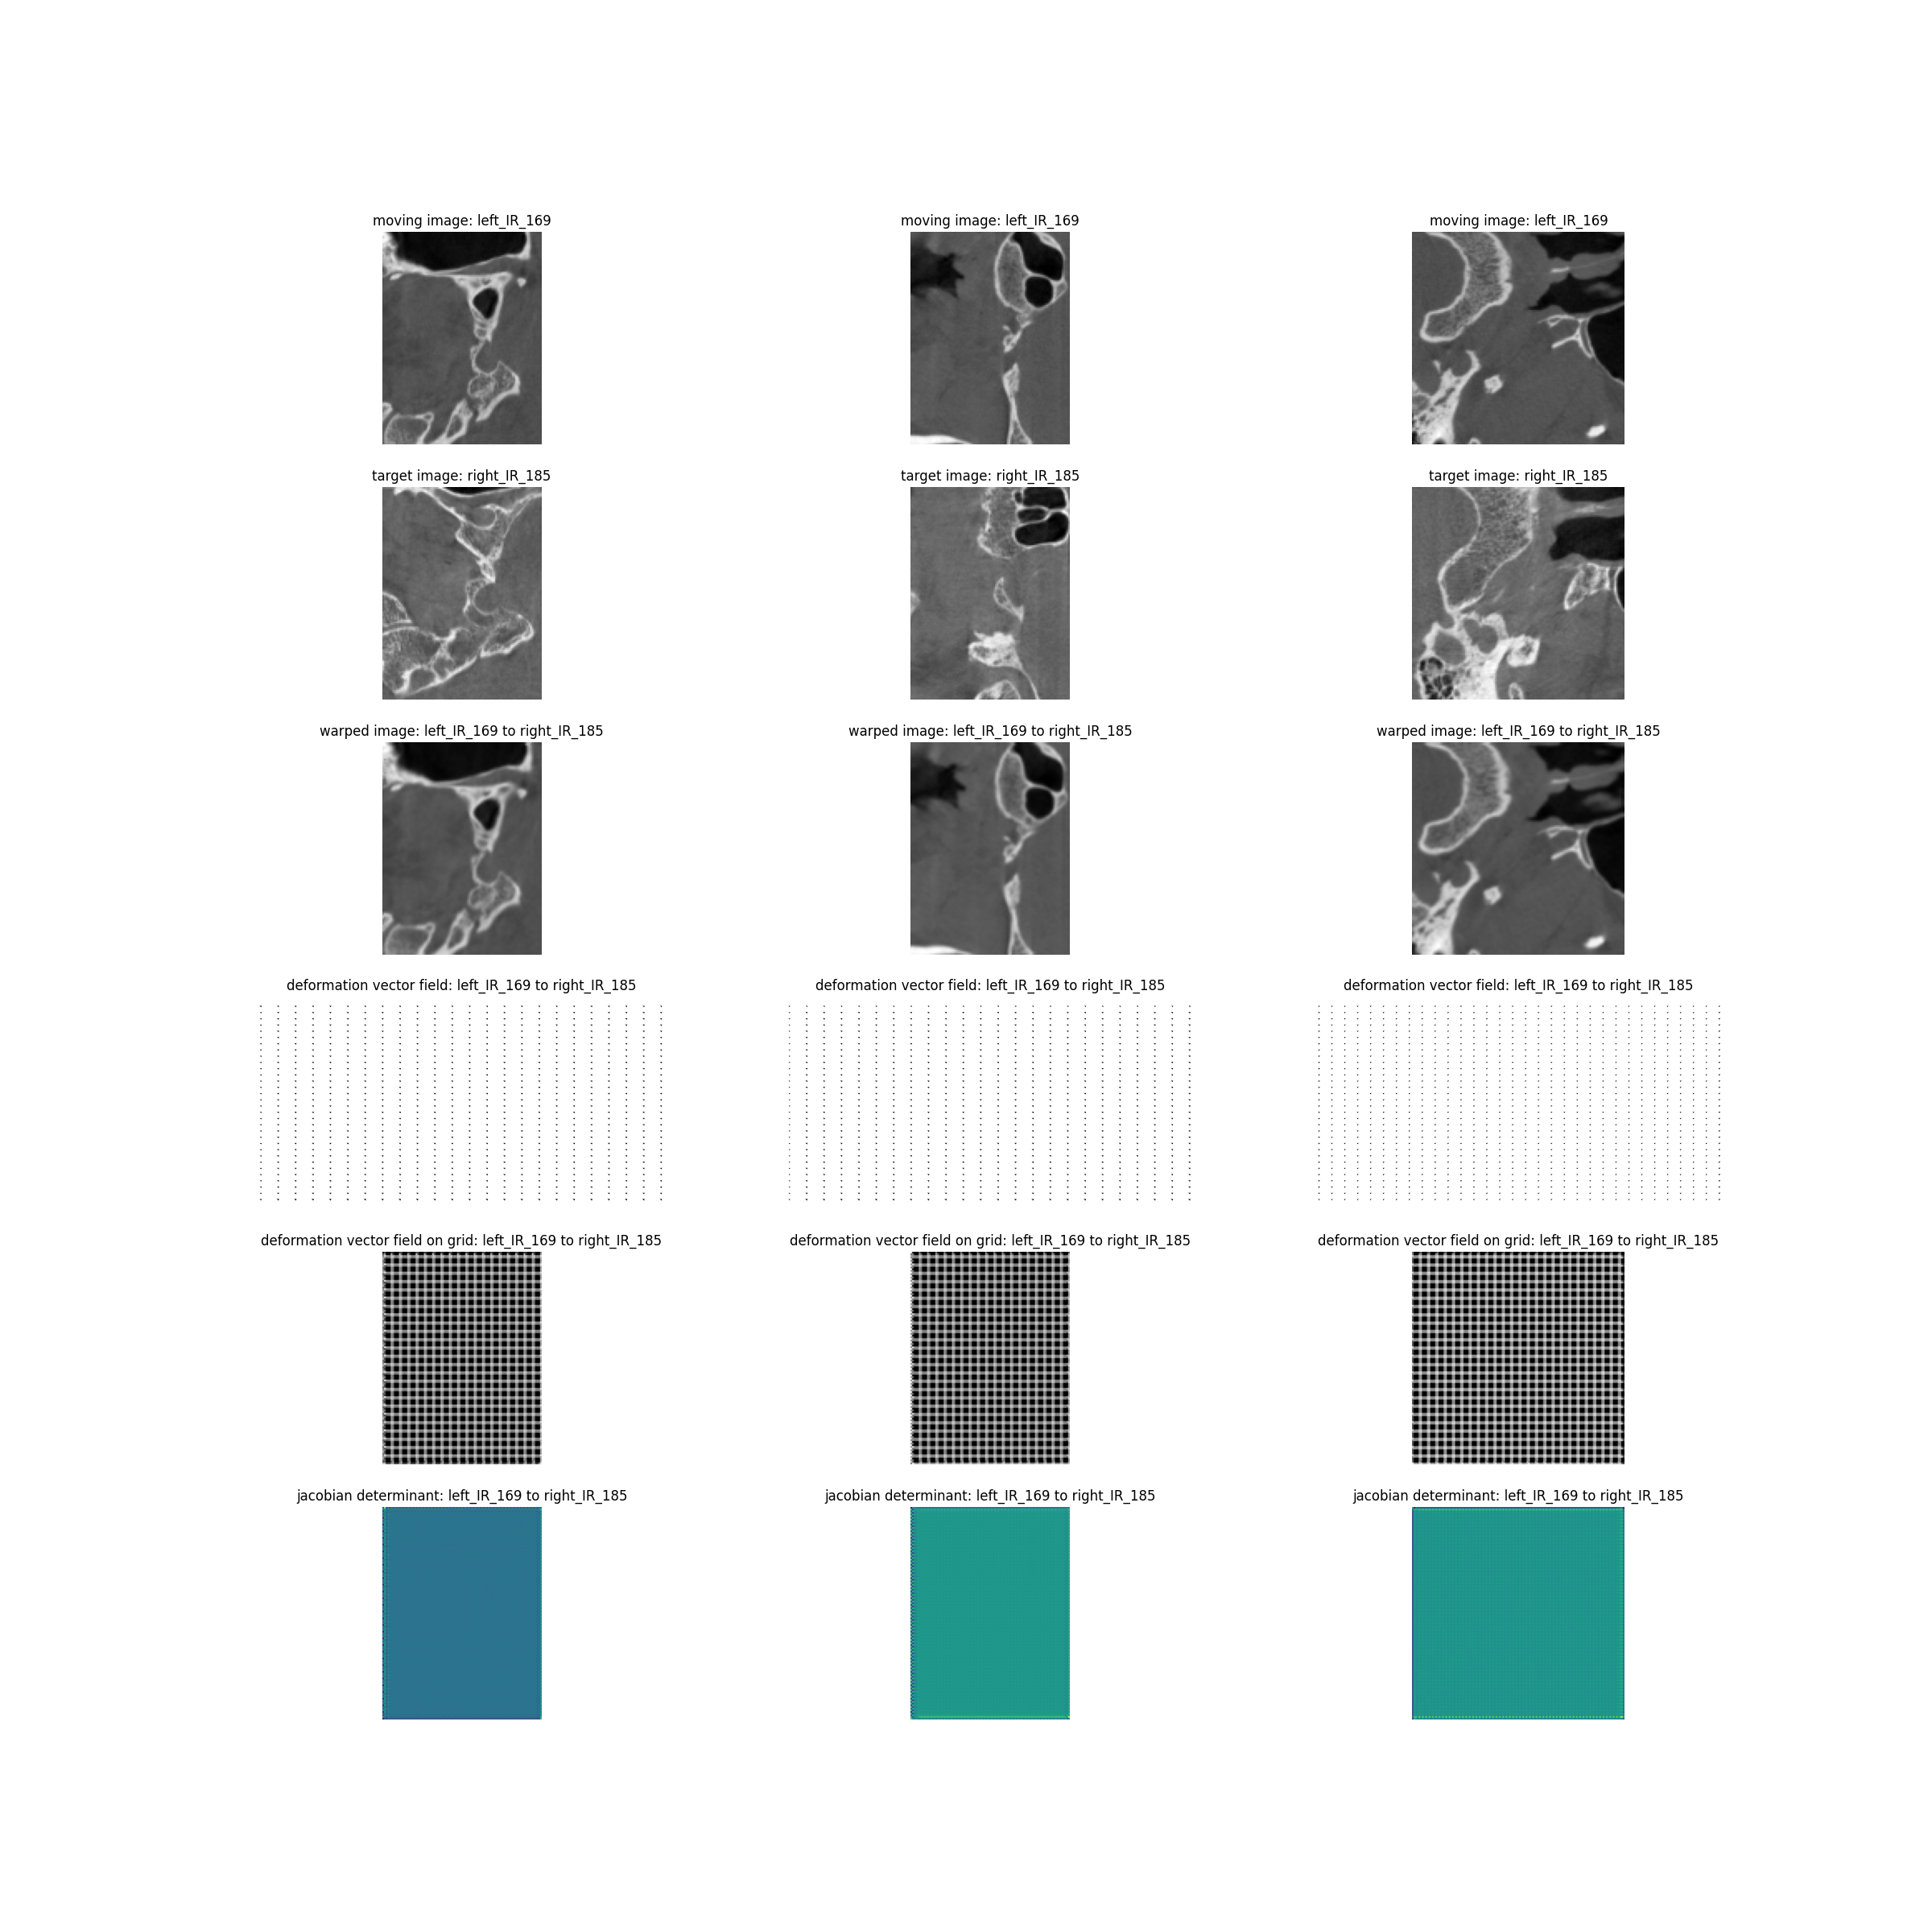 moving image: left_IR_169
moving image: left_IR_169
moving image: left_IR_169
target image: right_IR_185
target image: right_IR_185
target image: right_IR_185
warped image: left_IR_169 to right_IR_185
warped image: left_IR_169 to right_IR_185
warped image: left_IR_169 to right_IR_185
deformation vector field: left_IR_169 to right_IR_185
deformation vector field: left_IR_169 to right_IR_185
deformation vector field: left_IR_169 to right_IR_185
deformation vector field on grid: left_IR_169 to right_IR_185
deformation vector field on grid: left_IR_169 to right_IR_185
deformation vector field on grid: left_IR_169 to right_IR_185
jacobian determinant: left_IR_169 to right_IR_185
jacobian determinant: left_IR_169 to right_IR_185
jacobian determinant: left_IR_169 to right_IR_185